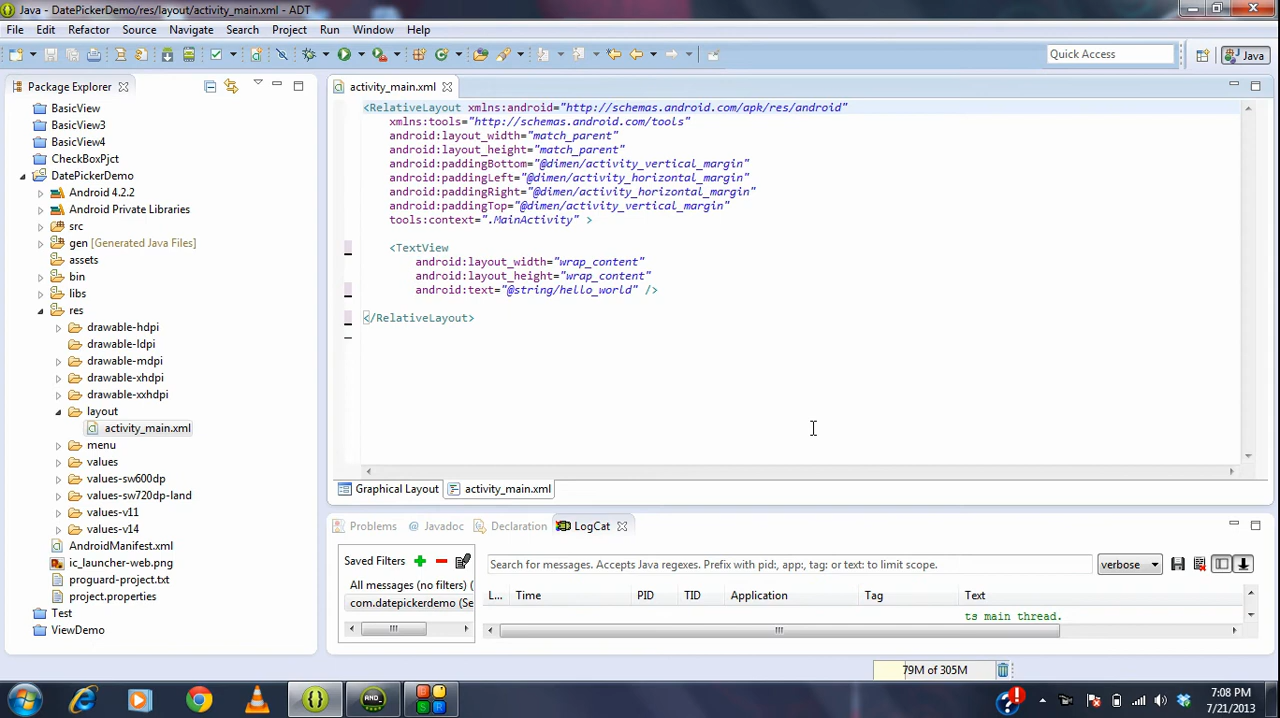 Java - DatePickerDemo/res/layout/activity_main.xml - ADT
File Edit Refactor Source Navigate Search Project Run Window Help
Quick Access
Java
Package Explorer
BasicView
BasicView3
BasicView4
CheckBoxPjct
DatePickerDemo
Android 4.2.2
Android Private Libraries
src
gen [Generated Java Files]
assets
bin
libs
res
drawable-hdpi
drawable-ldpi
drawable-mdpi
drawable-xhdpi
drawable-xxhdpi
layout
activity_main.xml
menu
values
values-sw600dp
values-sw720dp-land
values-v11
values-v14
AndroidManifest.xml
ic_launcher-web.png
proguard-project.txt
project.properties
Test
ViewDemo
activity_main.xml
<RelativeLayout xmlns:android="http://schemas.android.com/apk/res/android"
xmlns:tools="http://schemas.android.com/tools"
android:layout_width="match_parent"
android:layout_height="match_parent"
android:paddingBottom="@dimen/activity_vertical_margin"
android:paddingLeft="@dimen/activity_horizontal_margin"
android:paddingRight="@dimen/activity_horizontal_margin"
android:paddingTop="@dimen/activity_vertical_margin"
tools:context=".MainActivity" >
<TextView
android:layout_width="wrap_content"
android:layout_height="wrap_content"
android:text="@string/hello_world" />
</RelativeLayout>
Graphical Layout activity_main.xml
Problems Javadoc Declaration LogCat
Saved Filters
All messages (no filters) (
com.datepickerdemo (Se
Search for messages. Accepts Java regexes. Prefix with pid:, app:, tag: or text: to limit scope.
verbose
L... Time PID TID Application Tag Text
ts main thread.
79M of 305M
7:08 PM
7/21/2013